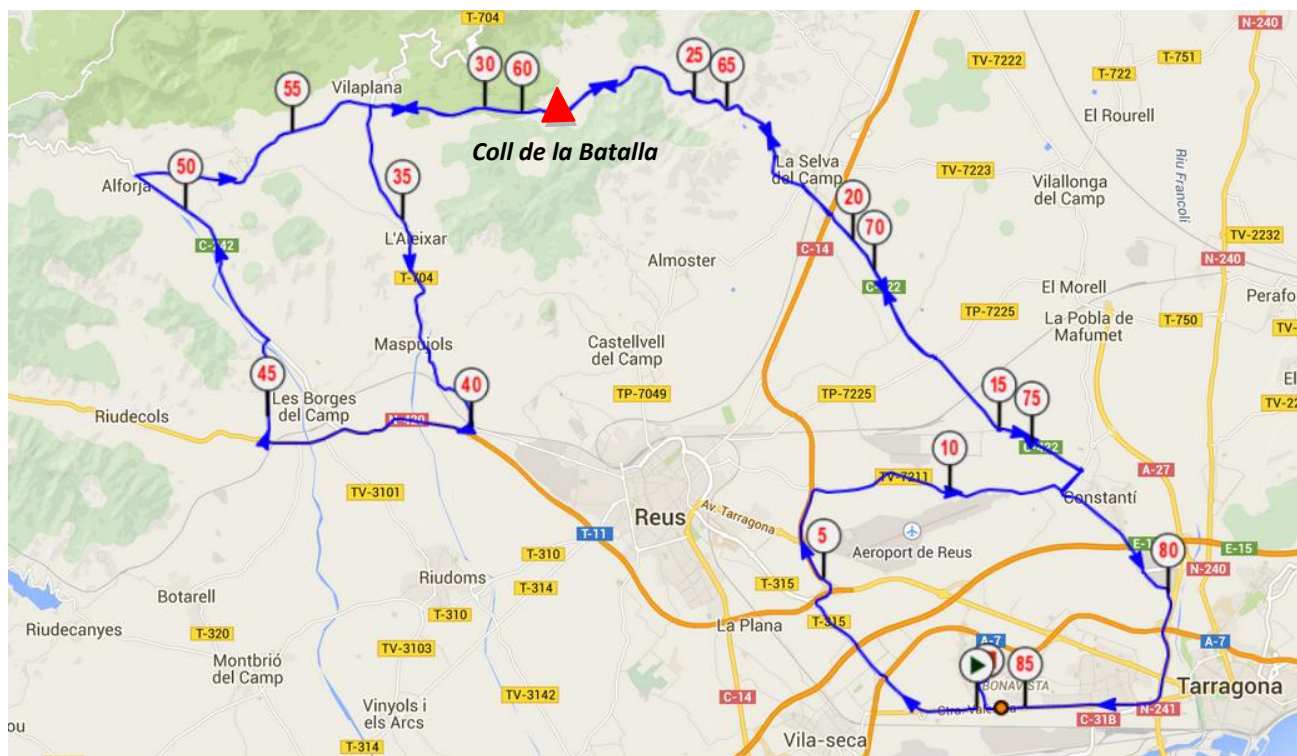 T-704
N-240
TV-7222
T-751
T-722
55
Vilaplana
30
60
25
65
El Rourell
Coll de la Batalla
50
Alforja
35
La Selva
del Camp
TV-7223
Vilallonga
del Camp
Riu Francolí
20
70
TV-2232
C-242
L'Aleixar
C-14
N-240
T-704
Almoster
El Morell
Perafo
La Pobla de
Mafumet
T-750
TP-7225
Maspujols
Castellvell
del Camp
45
40
15
75
El
Les Borges
del Camp
Riudecols
TP-7049
TP-7225
TV-22
N-420
10
A-27
TV-7211
Constantí
TV-3101
Av. Tarragona
Reus
5
T-11
Aeroport de Reus
T-310
80
E-15
N-240
Riudoms
T-314
T-315
Botarell
T-310
Riudecanyes
T-320
La Plana
T-315
A-7
A-7
TV-3103
Montbrió
del Camp
85
BONAVISTA
Tarragona
TV-3142
Vinyols i
els Arcs
C-14
N-241
C-31B
ou
T-314
Vila-seca